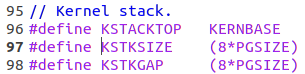 95 // Kernel stack.
96 #define KSTACKTOP   KERNBASE
97 #define KSTKSIZE    (8*PGSIZE)
98 #define KSTKGAP     (8*PGSIZE)